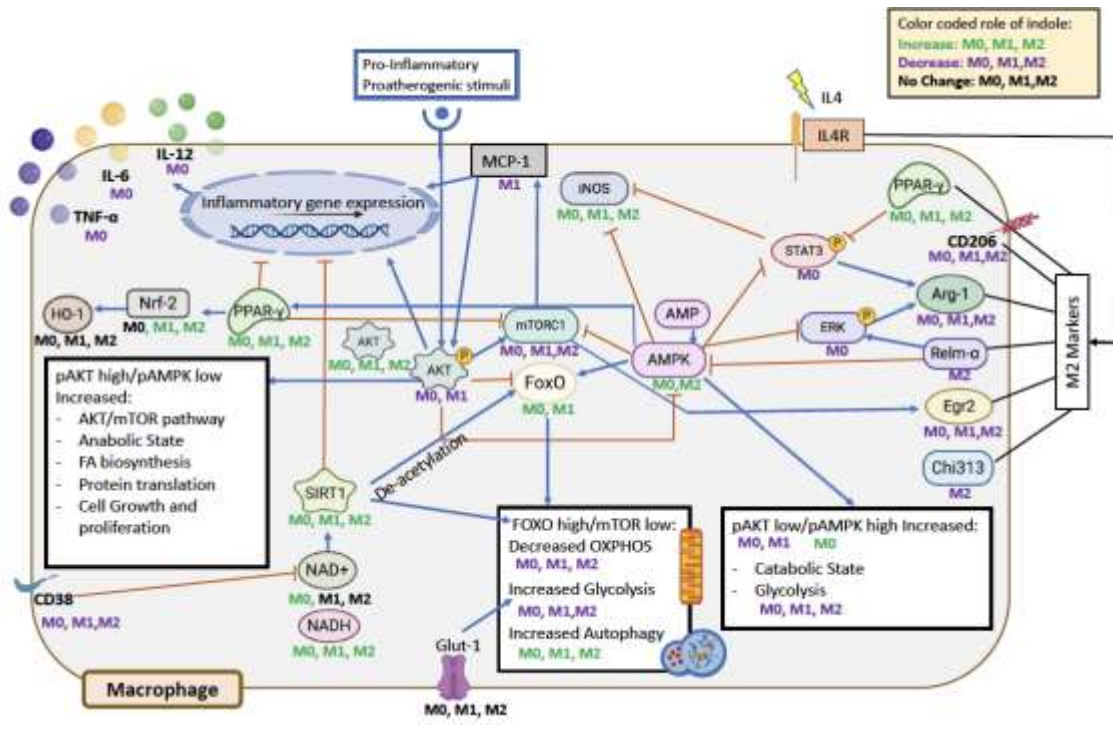 Color coded role of indole:
Increase: M0, M1, M2
Decrease: M0, M1,M2
No Change: M0, M1,M2
Pro-Inflammatory
Proatherogenic stimuli
IL4
IL4R
IL-12
M0
IL-6
M0
TNF-α
M0
MCP-1
M1
Inflammatory gene expression
iNOS
M0, M1, M2
PPAR-γ
M0, M1, M2
STAT3
P
M0
CD206
M0, M1,M2
Arg-1
M0, M1,M2
M2 Markers
HO-1
M0, M1, M2
Nrf-2
M0, M1, M2
PPAR-γ
M0, M1, M2
AKT
M0, M1, M2
AKT
P
M0, M1
mTORC1
M0, M1,M2
AMP
AMPK
M0,M2
ERK
P
M0
Relm-α
M2
FoxO
M0, M1
Egr2
M0, M1,M2
Chi313
M2
pAKT high/pAMPK low
Increased:
- AKT/mTOR pathway
- Anabolic State
- FA biosynthesis
- Protein translation
- Cell Growth and
proliferation
De-acetylation
SIRT1
M0, M1, M2
NAD+
M0, M1, M2
NADH
M0, M1, M2
CD38
M0, M1,M2
FOXO high/mTOR low:
Decreased OXPHOS
M0, M1, M2
Increased Glycolysis
M0, M1,M2
Increased Autophagy
M0, M1, M2
pAKT low/pAMPK high Increased:
M0, M1 M0
- Catabolic State
- Glycolysis
M0, M1, M2
Glut-1
M0, M1, M2
Macrophage